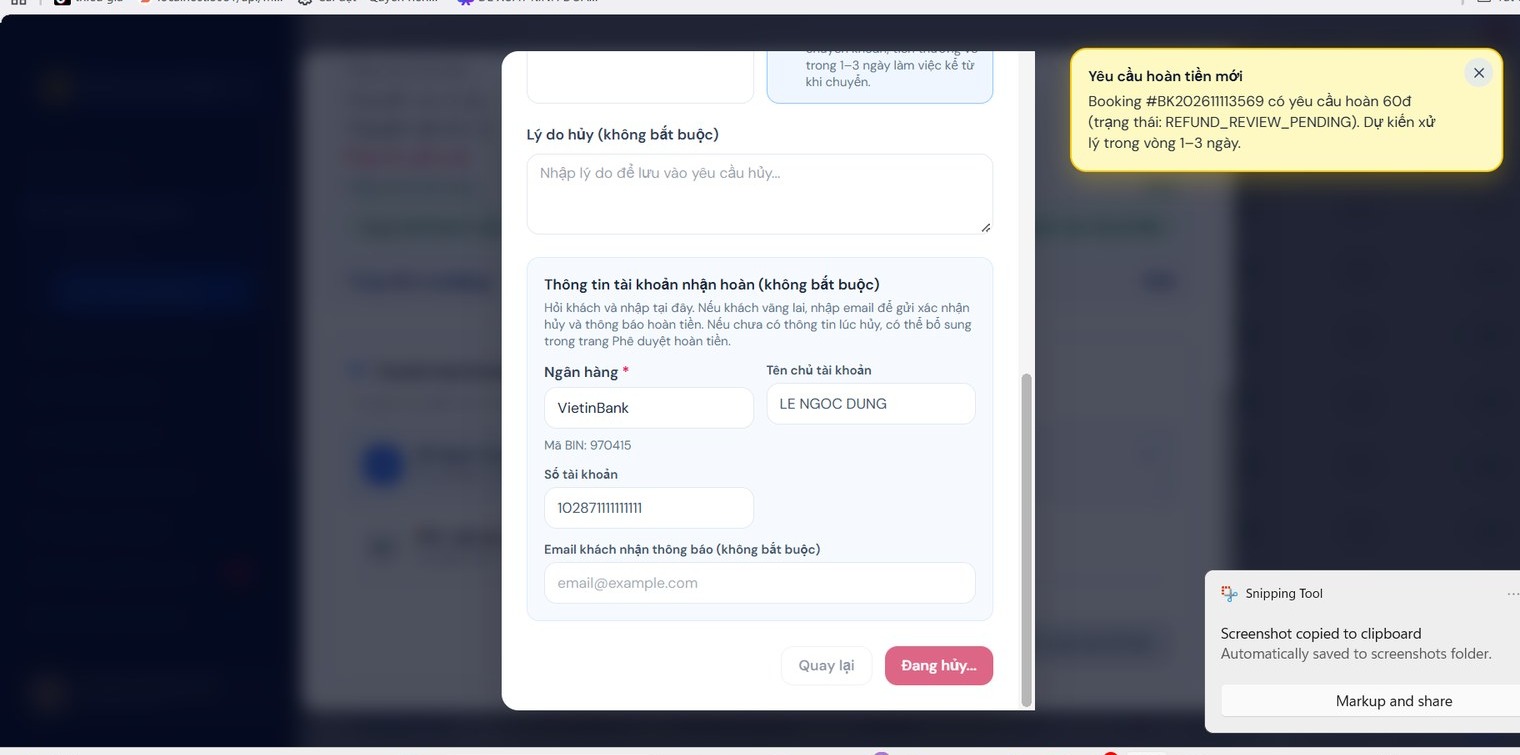 trong 1–3 ngày làm việc kể từ
khi chuyển.
Lý do hủy (không bắt buộc)
Nhập lý do để lưu vào yêu cầu hủy...
Thông tin tài khoản nhận hoàn (không bắt buộc)
Hỏi khách và nhập tại đây. Nếu khách vãng lai, nhập email để gửi xác nhận
hủy và thông báo hoàn tiền. Nếu chưa có thông tin lúc hủy, có thể bổ sung
trong trang Phê duyệt hoàn tiền.
Ngân hàng *
Tên chủ tài khoản
VietinBank
LE NGOC DUNG
Mã BIN: 970415
Số tài khoản
102871111111111
Email khách nhận thông báo (không bắt buộc)
email@example.com
Quay lại
Đang hủy...
Yêu cầu hoàn tiền mới
Booking #BK202611113569 có yêu cầu hoàn 60đ
(trạng thái: REFUND_REVIEW_PENDING). Dự kiến xử
lý trong vòng 1–3 ngày.
Snipping Tool
Screenshot copied to clipboard
Automatically saved to screenshots folder.
Markup and share